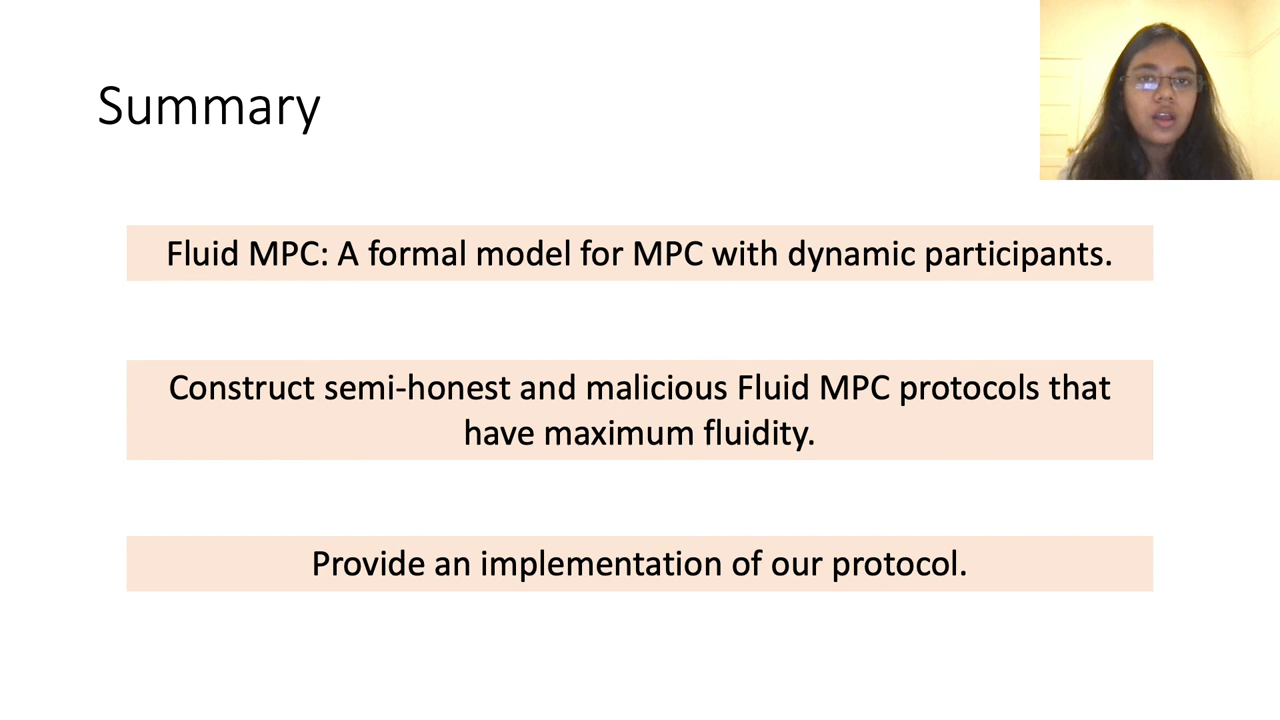 Summary
Fluid MPC: A formal model for MPC with dynamic participants.
Construct semi-honest and malicious Fluid MPC protocols that
have maximum fluidity.
Provide an implementation of our protocol.